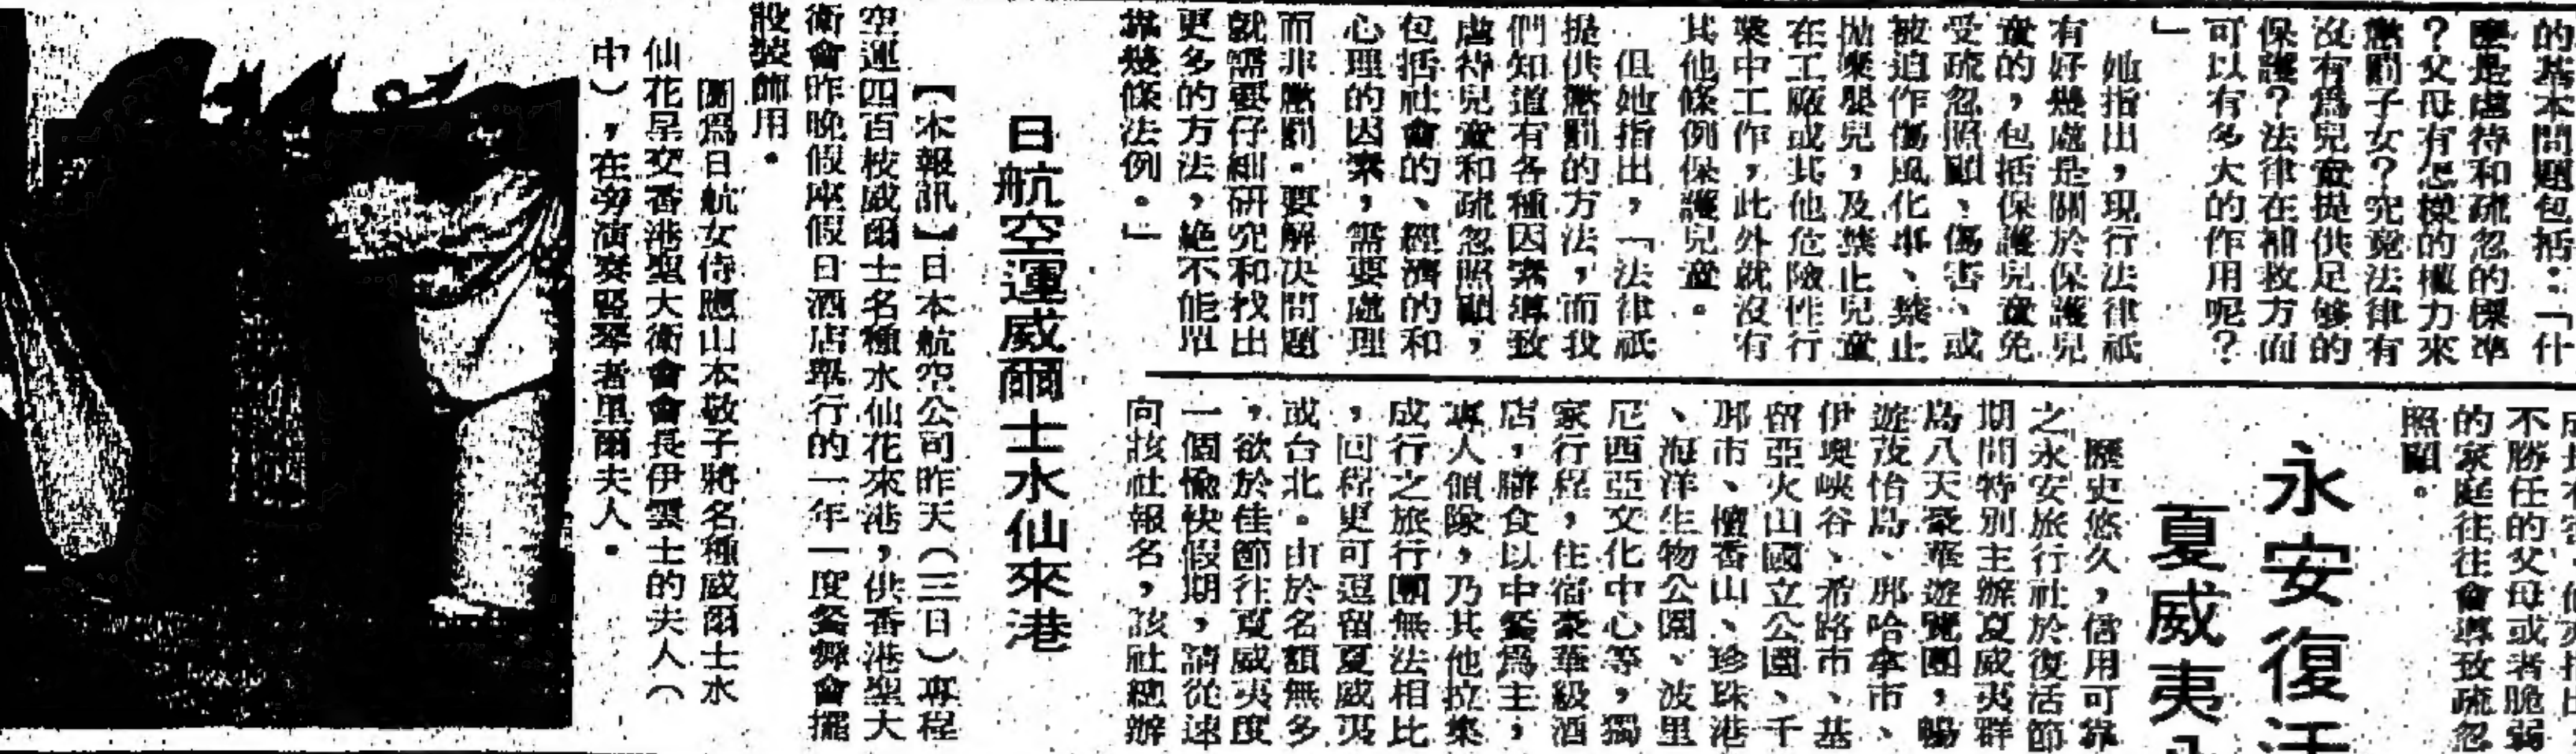 的基本問題包括：「什
麼是虐待和疏忽的標準
？父母有怎樣的權力來
懲罰子女？究竟法律有
沒有為兒童提供足够的
保護？法律在補救方面
可以有多大的作用呢？
」
她指出，現行法律祇
有好幾處是關於保護兒
童的，包括保護兒童免
受疏忽照顧、傷害、或
被迫作傷風化事、禁止
拋棄嬰兒，及禁止兒童
在工廠或其他危險性行
業中工作，此外就沒有
其他條例保護兒童。
但她指出，「法律祇
提供懲罰的方法，而我
們知道有各種因素導致
虐待兒童和疏忽照顧，
包括社會的、經濟的和
心理的因素，需要處理
而非懲罰。要解决問題
就需要仔細研究和找出
更多的方法，絶不能單
靠幾條法例。」
不勝任的父母或者脆弱
的家庭往往會導致疏忽
照顧。
永安復活
夏威夷
歷史悠久，信用可靠
之永安旅行社於復活節
期間特別主辦夏威夷群
島八天豪華遊覽團，暢
遊茂怡島、那哈拿市、
伊奥峽谷、希路市、基
留亞火山國立公園、千
那市、檀香山、珍珠港
、海洋生物公園、波里
尼西亞文化中心等，獨
家行程，住宿豪華級酒
店，膳食以中餐為主，
專人領隊，乃其他拉集
成行之旅行團無法相比
，回程更可逗留夏威夷
或台北。由於名額無多
，欲於佳節往夏威夷度
一個愉快假期，請從速
向該社報名，該社總辦
日航空運威爾士水仙來港
【本報訊】日本航空公司昨天（三日）專程
空運四百枝威爾士名種水仙花來港，供香港聖大
衛會昨晚假座假日酒店舉行的一年一度餐舞會擺
設裝飾用。
圖為日航女侍應山本敬子將名種威爾士水
仙花呈交香港聖大衛會會長伊雲士的夫人（
中），在旁演奏豎琴者里爾夫人。